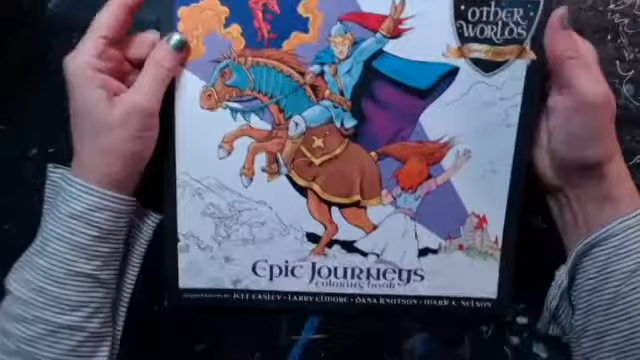 OTHER
WORLDS
Epic Journeys
coloring book
JEFF EASLEY · LARRY ELMORE · DANA KNUTSON · MARK A. NELSON